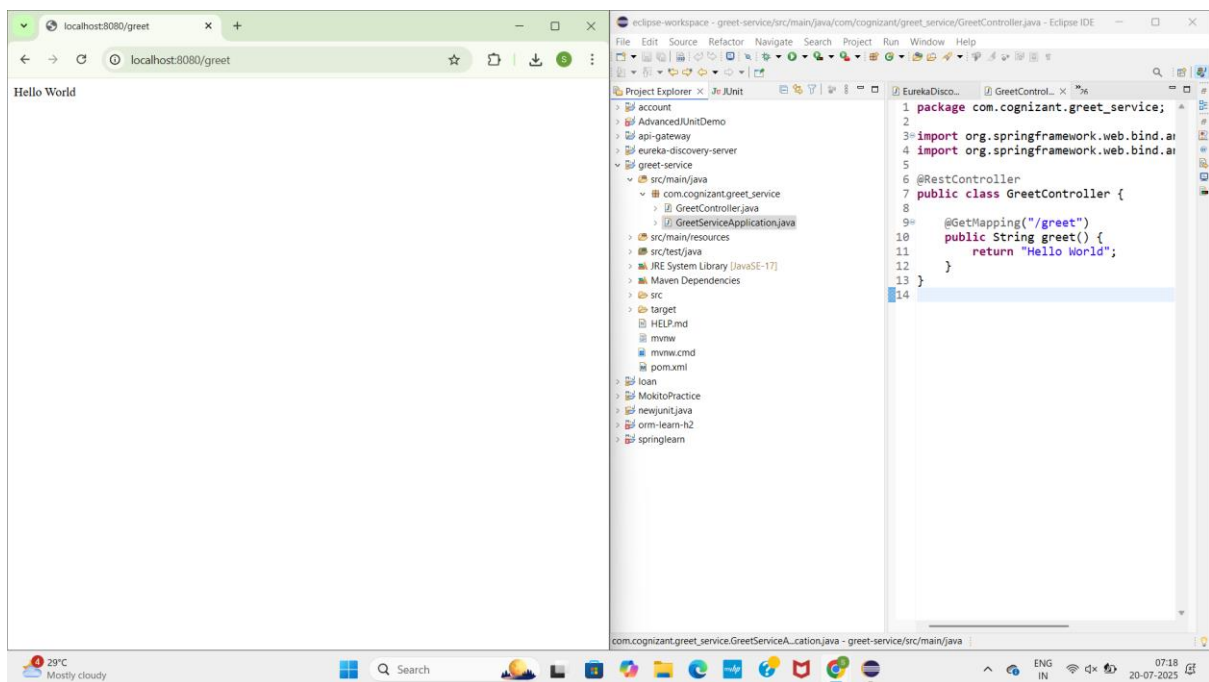 localhost:8080/greet
localhost:8080/greet
S
Hello World
eclipse-workspace - greet-service/src/main/java/com/cognizant/greet_service/GreetController.java - Eclipse IDE
File Edit Source Refactor Navigate Search Project Run Window Help
Project Explorer JUnit
account
AdvancedJUnitDemo
api-gateway
eureka-discovery-server
greet-service
src/main/java
com.cognizant.greet_service
GreetController.java
GreetServiceApplication.java
src/main/resources
src/test/java
JRE System Library [JavaSE-17]
Maven Dependencies
src
target
HELP.md
mvnw
mvnw.cmd
pom.xml
loan
MokitoPractice
newjunit.java
orm-learn-h2
springlearn
EurekaDisco... GreetControl...
1 package com.cognizant.greet_service;
2
3 import org.springframework.web.bind.ar
4 import org.springframework.web.bind.ar
5
6 @RestController
7 public class GreetController {
8
9 @GetMapping("/greet")
10 public String greet() {
11 return "Hello World";
12 }
13 }
14
com.cognizant.greet_service.GreetServiceA...cation.java - greet-service/src/main/java
4
29°C
Mostly cloudy
Search
ENG
IN
07:18
20-07-2025